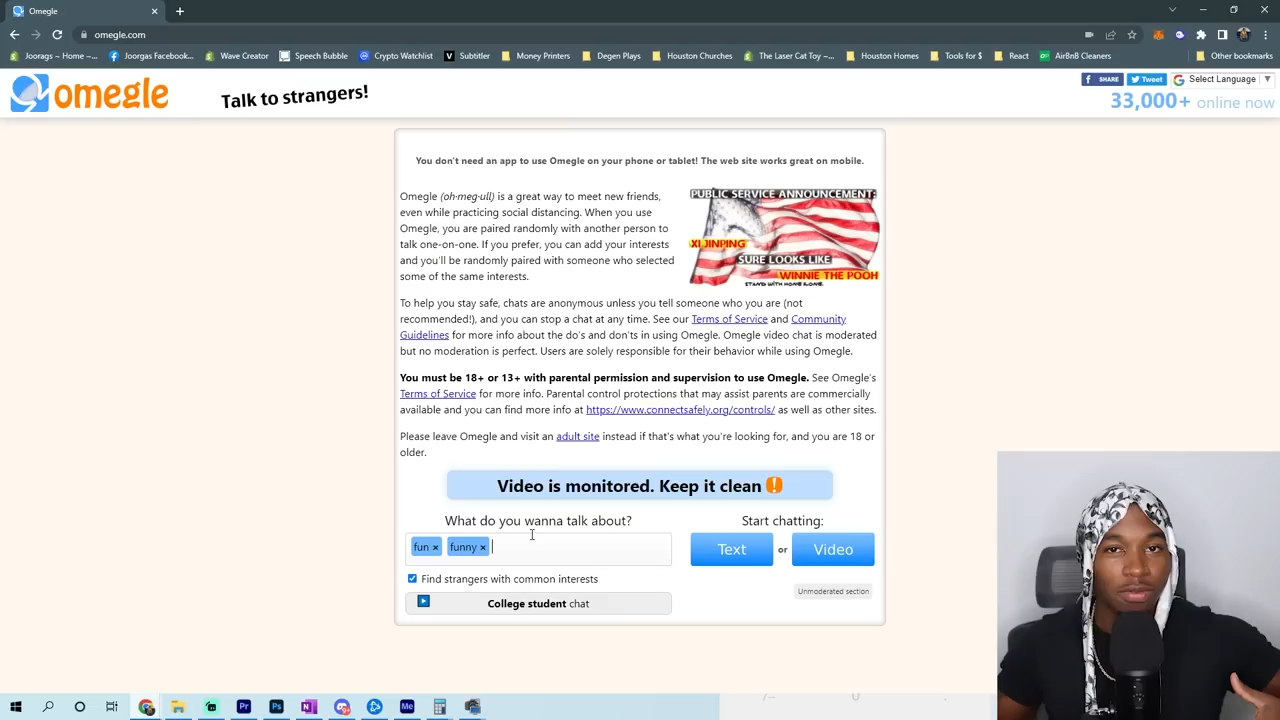 Omegle
omegle.com
Joorags ~ Home ~...
Joorags Facebook...
Wave Creator
Speech Bubble
Crypto Watchlist
Subtitler
Money Printers
Degen Plays
Houston Churches
The Laser Cat Toy ~...
Houston Homes
Tools for $
React
AirBnB Cleaners
Other bookmarks
omegle
Talk to strangers!
SHARE
Tweet
Select Language
33,000+ online now
You don't need an app to use Omegle on your phone or tablet! The web site works great on mobile.
Omegle (oh·meg·ull) is a great way to meet new friends,
even while practicing social distancing. When you use
Omegle, you are paired randomly with another person to
talk one-on-one. If you prefer, you can add your interests
and you'll be randomly paired with someone who selected
some of the same interests.
PUBLIC SERVICE ANNOUNCEMENT:
XI JINPING
SURE LOOKS LIKE
WINNIE THE POOH
STAND WITH HONG KONG.
To help you stay safe, chats are anonymous unless you tell someone who you are (not
recommended!), and you can stop a chat at any time. See our Terms of Service and Community
Guidelines for more info about the do's and don'ts in using Omegle. Omegle video chat is moderated
but no moderation is perfect. Users are solely responsible for their behavior while using Omegle.
You must be 18+ or 13+ with parental permission and supervision to use Omegle. See Omegle's
Terms of Service for more info. Parental control protections that may assist parents are commercially
available and you can find more info at https://www.connectsafely.org/controls/ as well as other sites.
Please leave Omegle and visit an adult site instead if that's what you're looking for, and you are 18 or
older.
Video is monitored. Keep it clean
What do you wanna talk about?
Start chatting:
fun × funny ×
Text or Video
Find strangers with common interests
Unmoderated section
College student chat